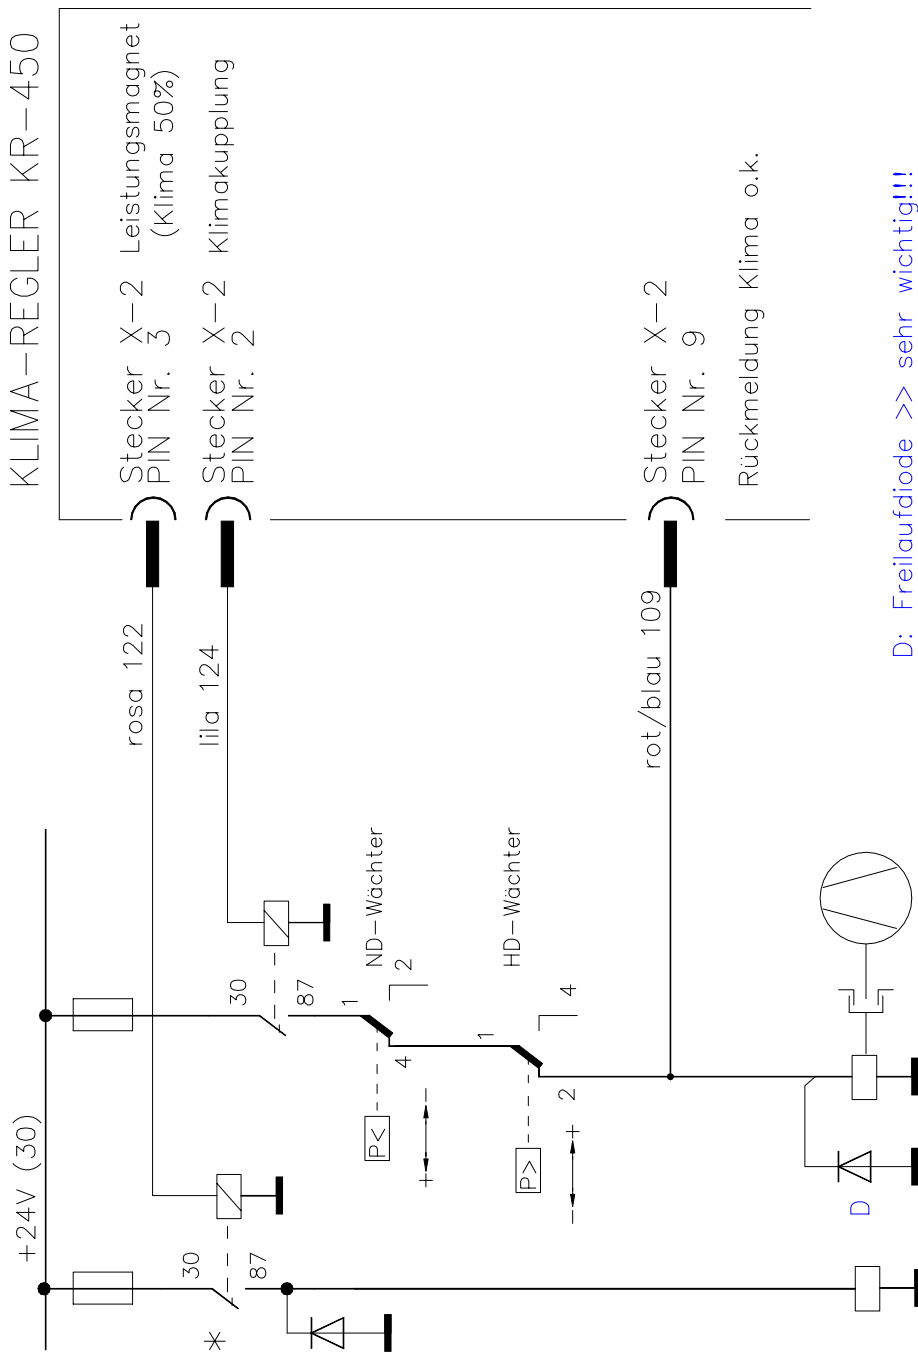 KLIMA-REGLER KR-450
Stecker X-2 Leistungsmagnet
PIN Nr. 3 (Klima 50%)
Stecker X-2 Klimakupplung
PIN Nr. 2
Stecker X-2
PIN Nr. 9
Rückmeldung Klima o.k.
D: Freilaufdiode >> sehr wichtig!!!
rosa 122
lila 124
rot/blau 109
+24V (30)
30
87
ND-Wächter
1
2
4
P<
+ -
HD-Wächter
1
4
2
P>
- +
30
87
*
D